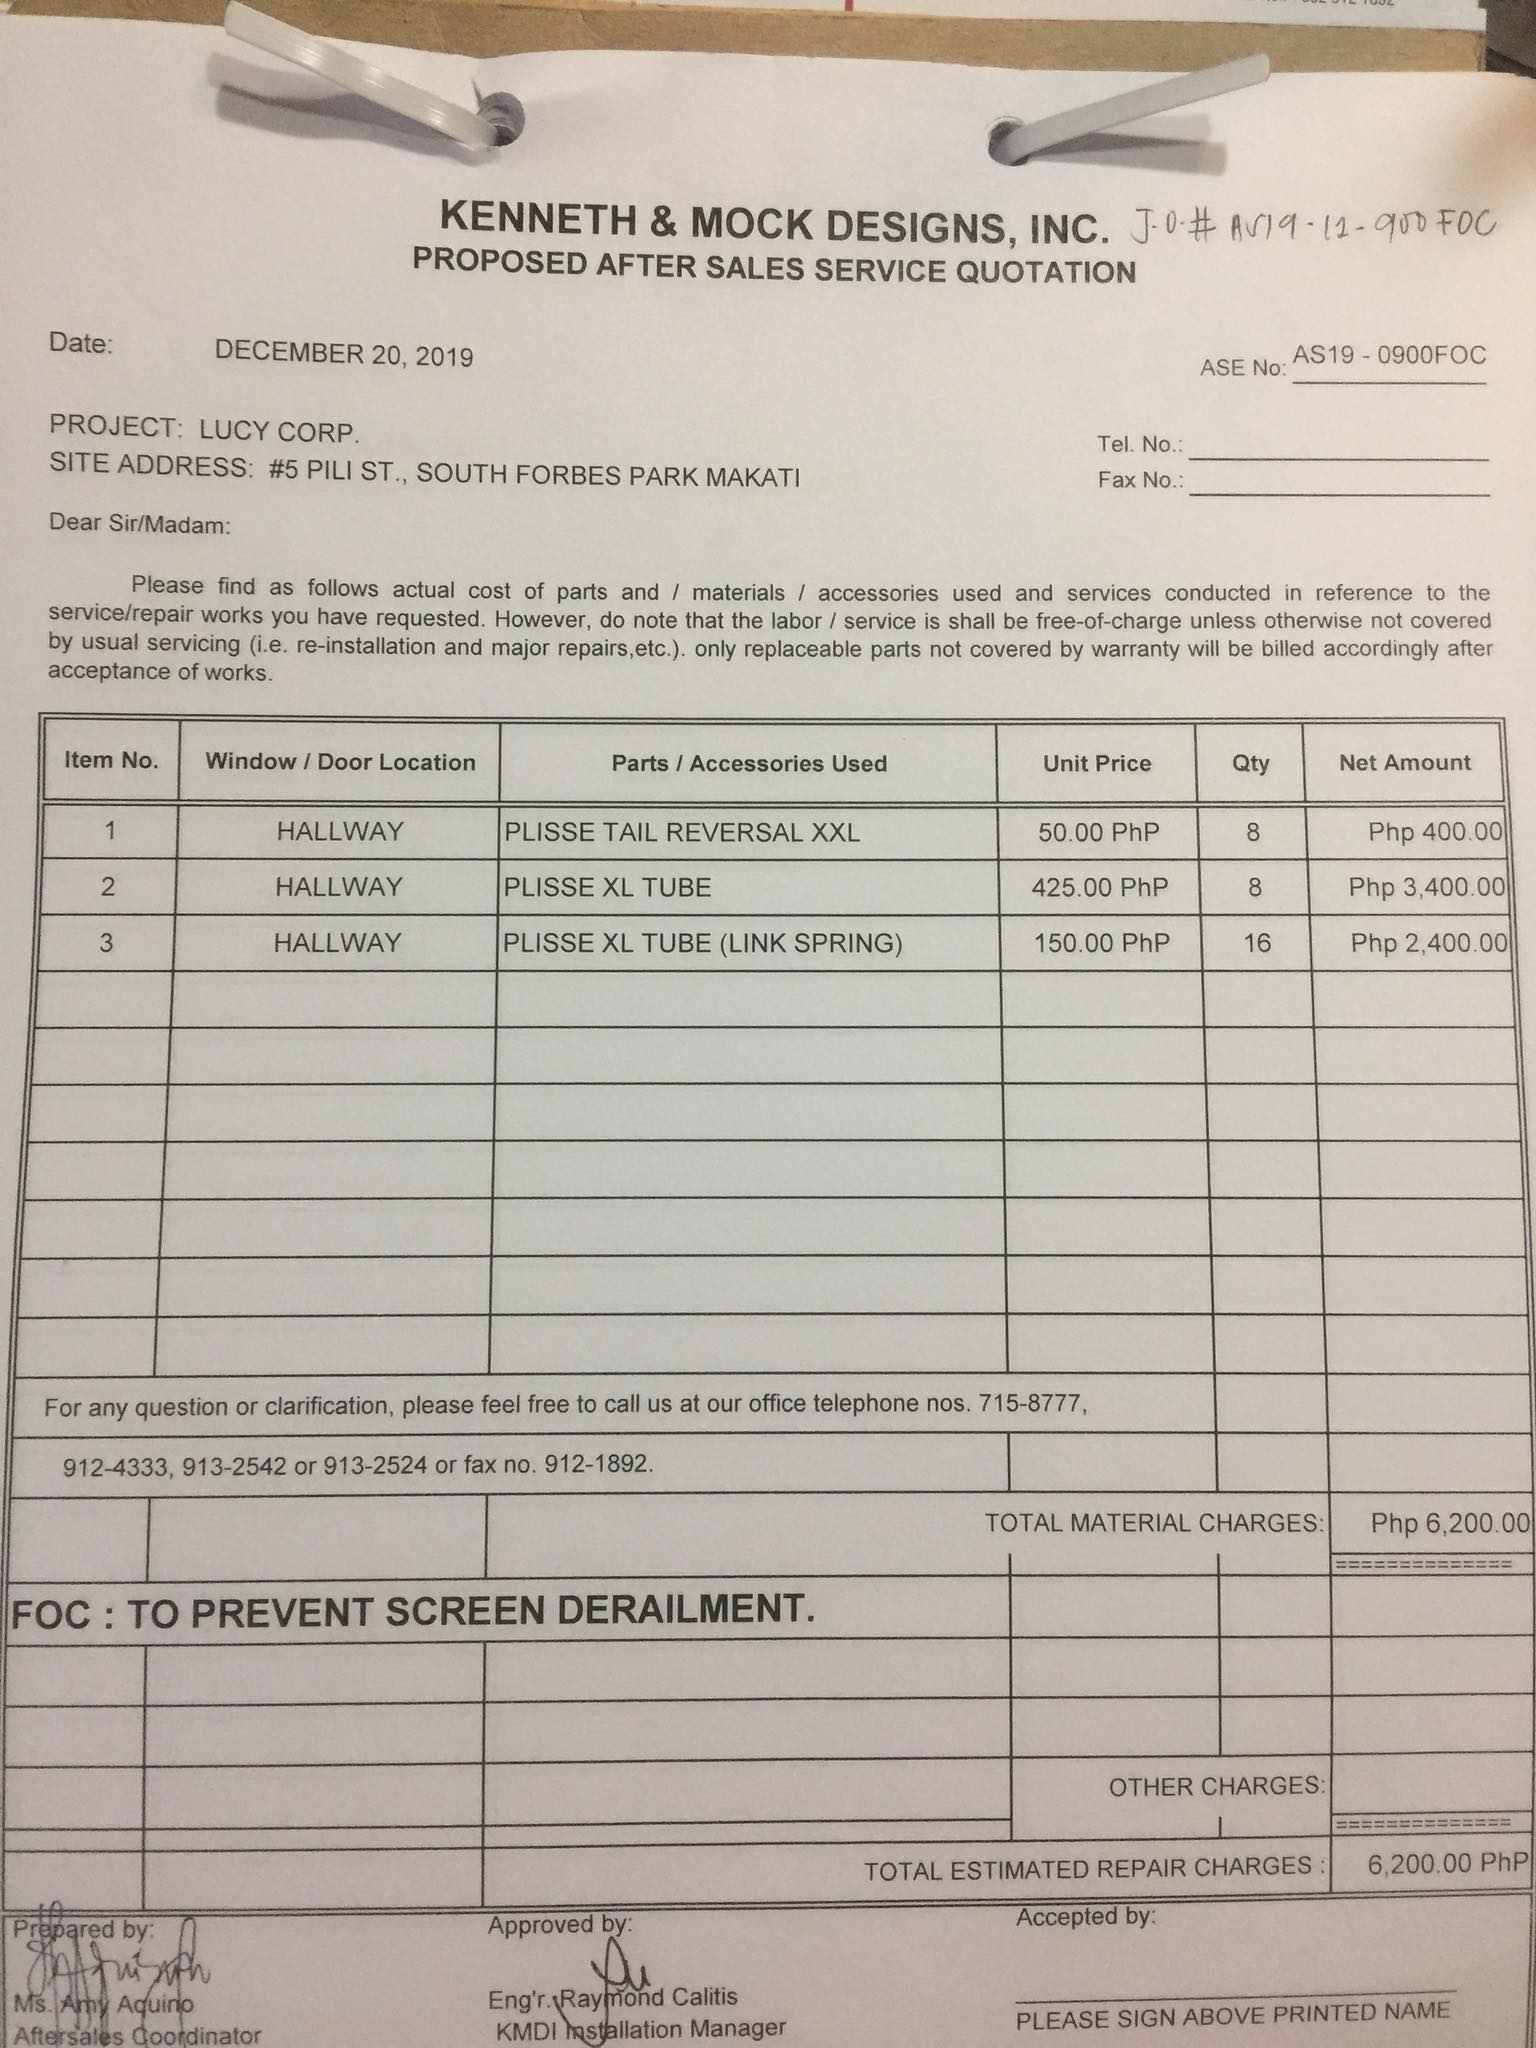 KENNETH & MOCK DESIGNS, INC. J.O.# AS19-12-900FOC
PROPOSED AFTER SALES SERVICE QUOTATION
Date: DECEMBER 20, 2019
ASE No: AS19 - 0900FOC
PROJECT: LUCY CORP.
Tel. No.:
SITE ADDRESS: #5 PILI ST., SOUTH FORBES PARK MAKATI
Fax No.:
Dear Sir/Madam:
Please find as follows actual cost of parts and / materials / accessories used and services conducted in reference to the
service/repair works you have requested. However, do note that the labor / service is shall be free-of-charge unless otherwise not covered
by usual servicing (i.e. re-installation and major repairs,etc.). only replaceable parts not covered by warranty will be billed accordingly after
acceptance of works.
Item No. Window / Door Location Parts / Accessories Used Unit Price Qty Net Amount
1 HALLWAY PLISSE TAIL REVERSAL XXL 50.00 PhP 8 Php 400.00
2 HALLWAY PLISSE XL TUBE 425.00 PhP 8 Php 3,400.00
3 HALLWAY PLISSE XL TUBE (LINK SPRING) 150.00 PhP 16 Php 2,400.00
For any question or clarification, please feel free to call us at our office telephone nos. 715-8777,
912-4333, 913-2542 or 913-2524 or fax no. 912-1892.
TOTAL MATERIAL CHARGES: Php 6,200.00
==============
FOC : TO PREVENT SCREEN DERAILMENT.
OTHER CHARGES:
==============
TOTAL ESTIMATED REPAIR CHARGES : 6,200.00 PhP
Prepared by: Approved by: Accepted by:
Ms. Amy Aquino Eng'r. Raymond Calitis
Aftersales Coordinator KMDI Installation Manager PLEASE SIGN ABOVE PRINTED NAME